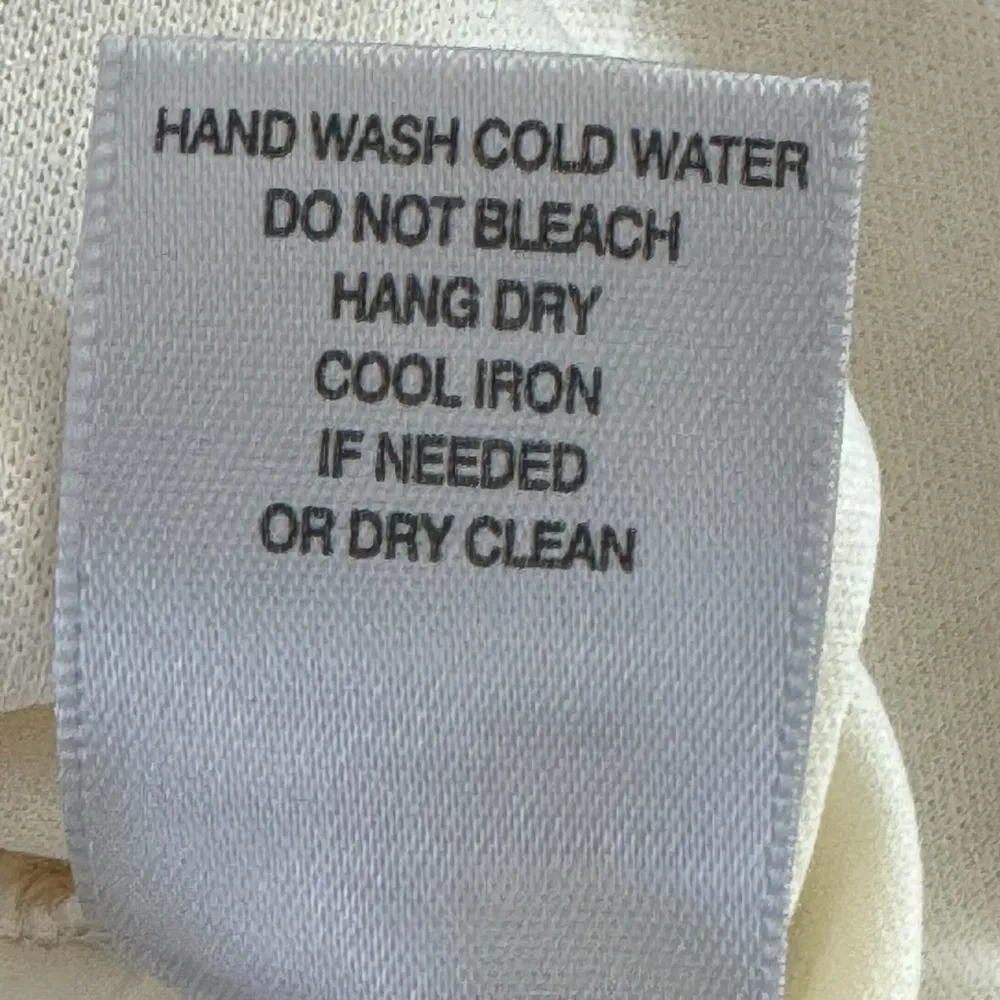 HAND WASH COLD WATER
DO NOT BLEACH
HANG DRY
COOL IRON
IF NEEDED
OR DRY CLEAN